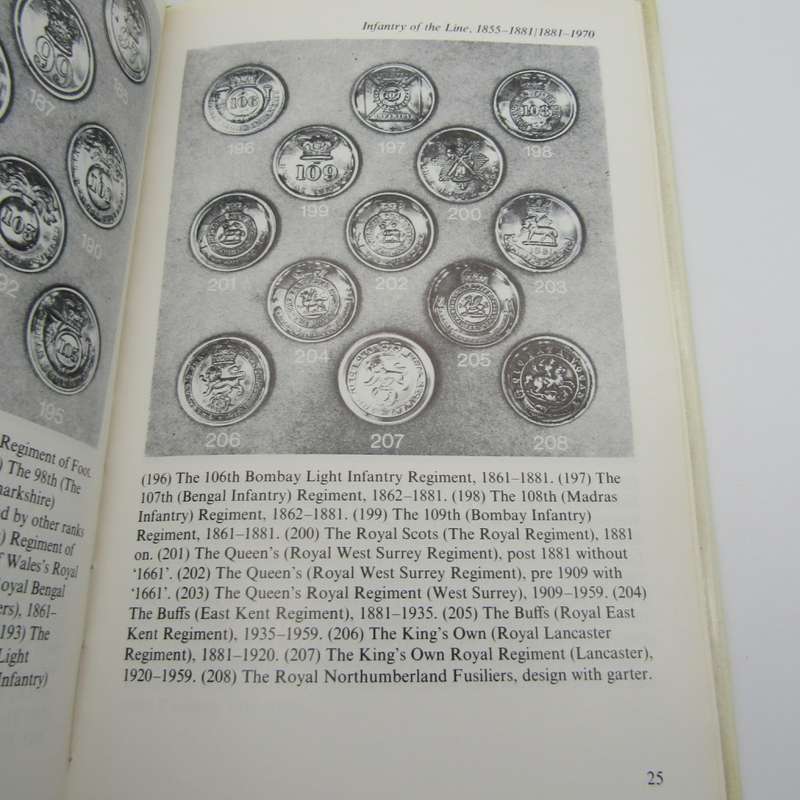 187
190
192
195
Regiment of Foot.
) The 98th (The
narkshire)
d by other ranks
) Regiment of
f Wales's Royal
oyal Bengal
ers), 1861–
193) The
Light
Infantry)
Infantry of the Line, 1855–1881/1881–1970
106
109
108
196
197
198
199
200
201
202
203
204
205
206
207
208
(196) The 106th Bombay Light Infantry Regiment, 1861–1881. (197) The
107th (Bengal Infantry) Regiment, 1862–1881. (198) The 108th (Madras
Infantry) Regiment, 1862–1881. (199) The 109th (Bombay Infantry)
Regiment, 1861–1881. (200) The Royal Scots (The Royal Regiment), 1881
on. (201) The Queen's (Royal West Surrey Regiment), post 1881 without
'1661'. (202) The Queen's (Royal West Surrey Regiment), pre 1909 with
'1661'. (203) The Queen's Royal Regiment (West Surrey), 1909–1959. (204)
The Buffs (East Kent Regiment), 1881–1935. (205) The Buffs (Royal East
Kent Regiment), 1935–1959. (206) The King's Own (Royal Lancaster
Regiment), 1881–1920. (207) The King's Own Royal Regiment (Lancaster),
1920–1959. (208) The Royal Northumberland Fusiliers, design with garter.
25